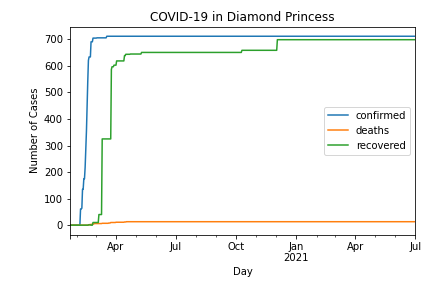 COVID-19 in Diamond Princess
Number of Cases
700
600
500
400
300
200
100
0
confirmed
deaths
recovered
Apr
Jul
Oct
Jan
2021
Apr
Jul
Day